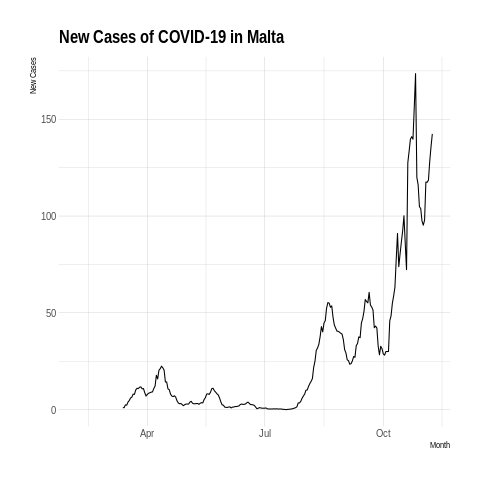 New Cases of COVID-19 in Malta
New Cases
150
100
50
0
Apr
Jul
Oct
Month